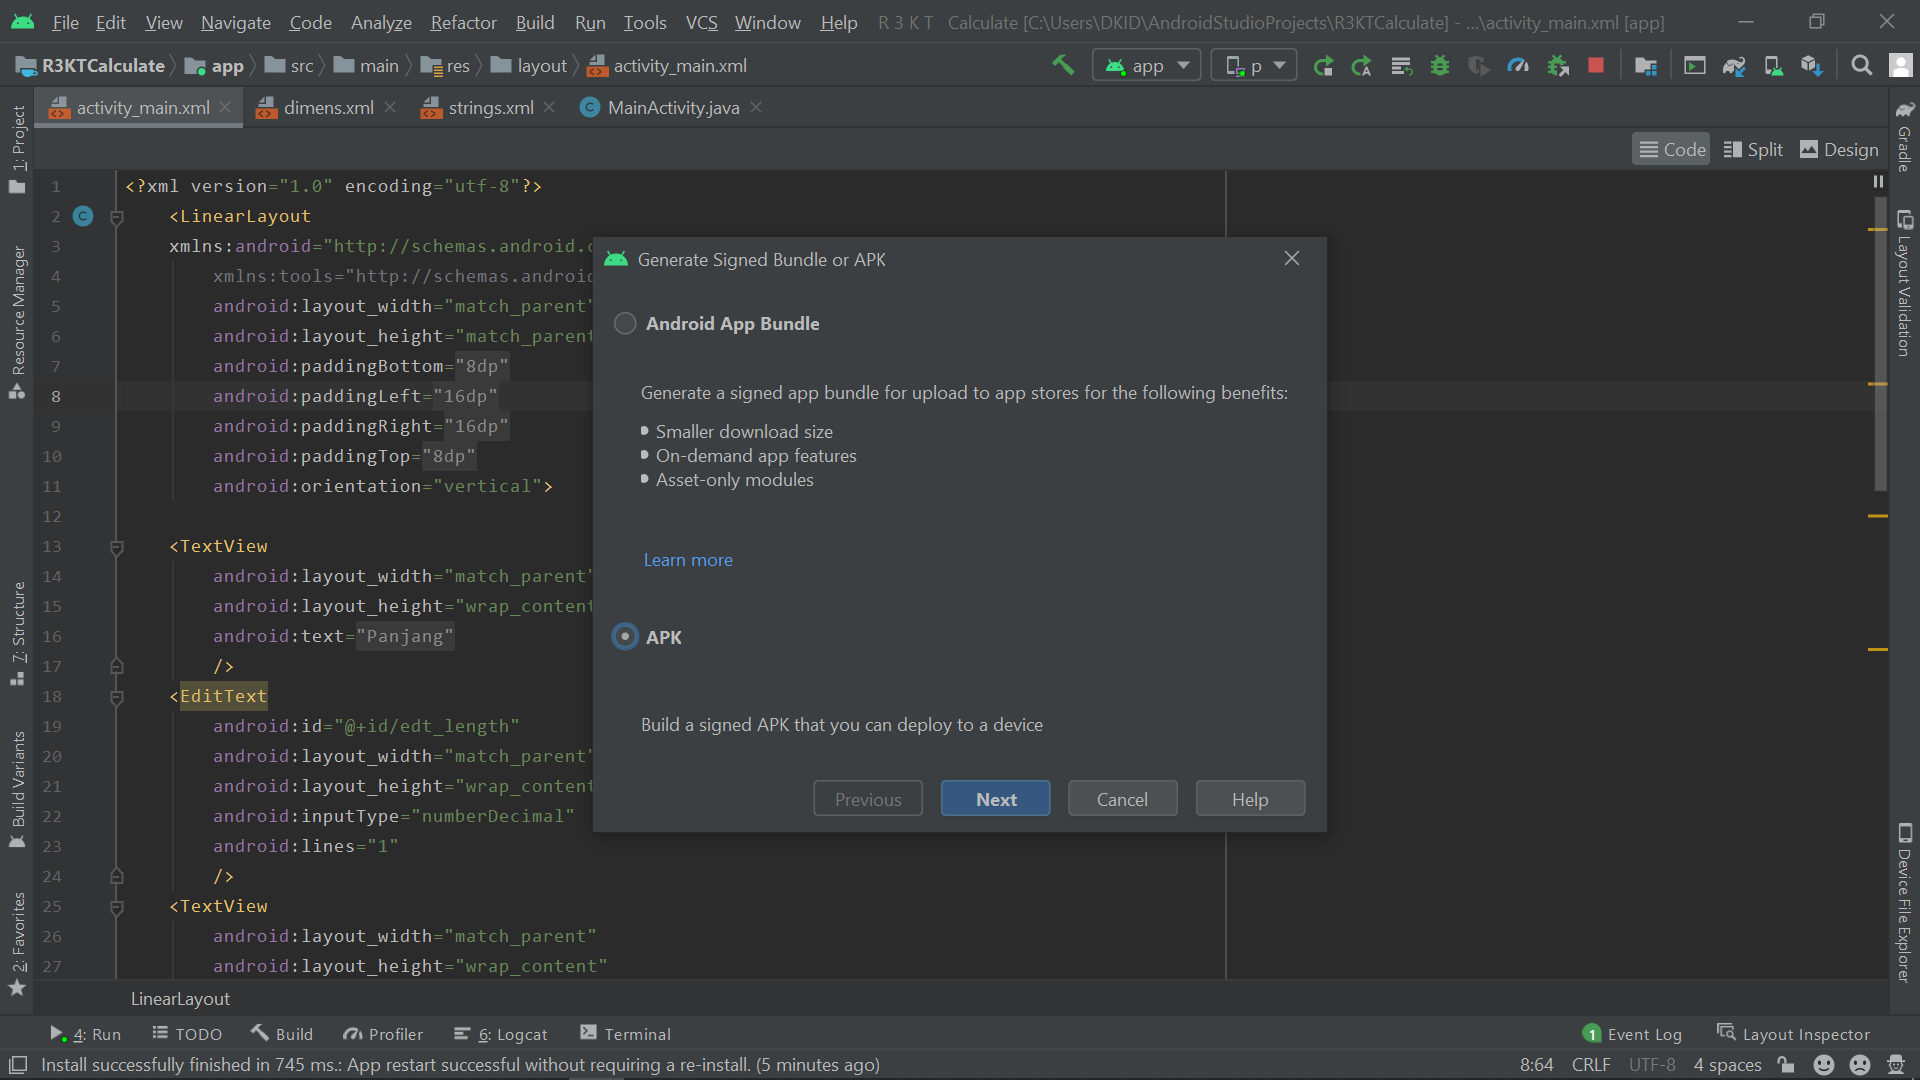 File Edit View Navigate Code Analyze Refactor Build Run Tools VCS Window Help R 3 K T Calculate [C:\Users\DKID\AndroidStudioProjects\R3KTCalculate] - ...\activity_main.xml [app]
R3KTCalculate app src main res layout activity_main.xml app p
activity_main.xml dimens.xml strings.xml MainActivity.java
Code Split Design
1 <?xml version="1.0" encoding="utf-8"?>
2 <LinearLayout
3 xmlns:android="http://schemas.android.c
4 xmlns:tools="http://schemas.android
5 android:layout_width="match_parent"
6 android:layout_height="match_parent
7 android:paddingBottom="8dp"
8 android:paddingLeft="16dp"
9 android:paddingRight="16dp"
10 android:paddingTop="8dp"
11 android:orientation="vertical">
12
13 <TextView
14 android:layout_width="match_parent"
15 android:layout_height="wrap_content
16 android:text="Panjang"
17 />
18 <EditText
19 android:id="@+id/edt_length"
20 android:layout_width="match_parent"
21 android:layout_height="wrap_content
22 android:inputType="numberDecimal"
23 android:lines="1"
24 />
25 <TextView
26 android:layout_width="match_parent"
27 android:layout_height="wrap_content"
LinearLayout
Generate Signed Bundle or APK
Android App Bundle
Generate a signed app bundle for upload to app stores for the following benefits:
Smaller download size
On-demand app features
Asset-only modules
Learn more
APK
Build a signed APK that you can deploy to a device
Previous Next Cancel Help
1: Project
Resource Manager
7: Structure
Build Variants
2: Favorites
Gradle
Layout Validation
Device File Explorer
4: Run TODO Build Profiler 6: Logcat Terminal 1 Event Log Layout Inspector
Install successfully finished in 745 ms.: App restart successful without requiring a re-install. (5 minutes ago) 8:64 CRLF UTF-8 4 spaces